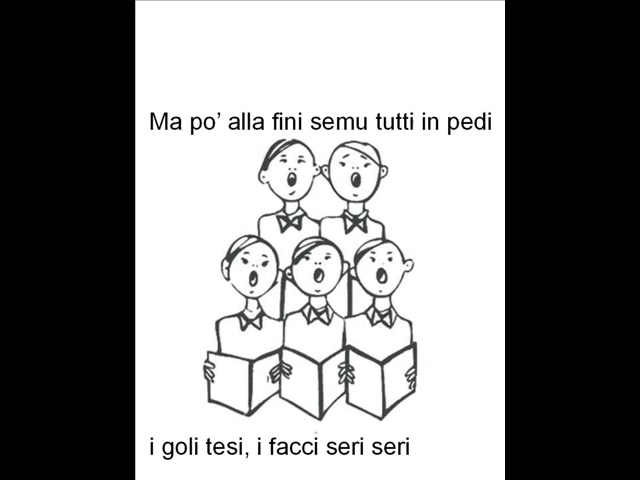 Ma po’ alla fini semu tutti in pedi
i goli tesi, i facci seri seri